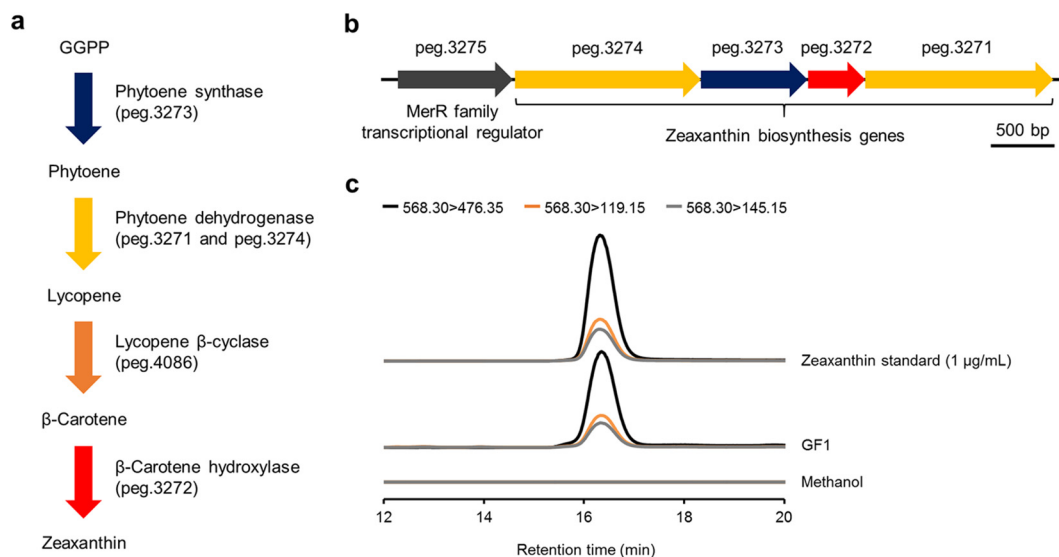 a
GGPP
Phytoene synthase
(peg.3273)
Phytoene
Phytoene dehydrogenase
(peg.3271 and peg.3274)
Lycopene
Lycopene β-cyclase
(peg.4086)
β-Carotene
β-Carotene hydroxylase
(peg.3272)
Zeaxanthin
b
peg.3275 peg.3274 peg.3273 peg.3272 peg.3271
MerR family
transcriptional regulator
Zeaxanthin biosynthesis genes
500 bp
c
568.30>476.35 568.30>119.15 568.30>145.15
Zeaxanthin standard (1 µg/mL)
GF1
Methanol
12 14 16 18 20
Retention time (min)